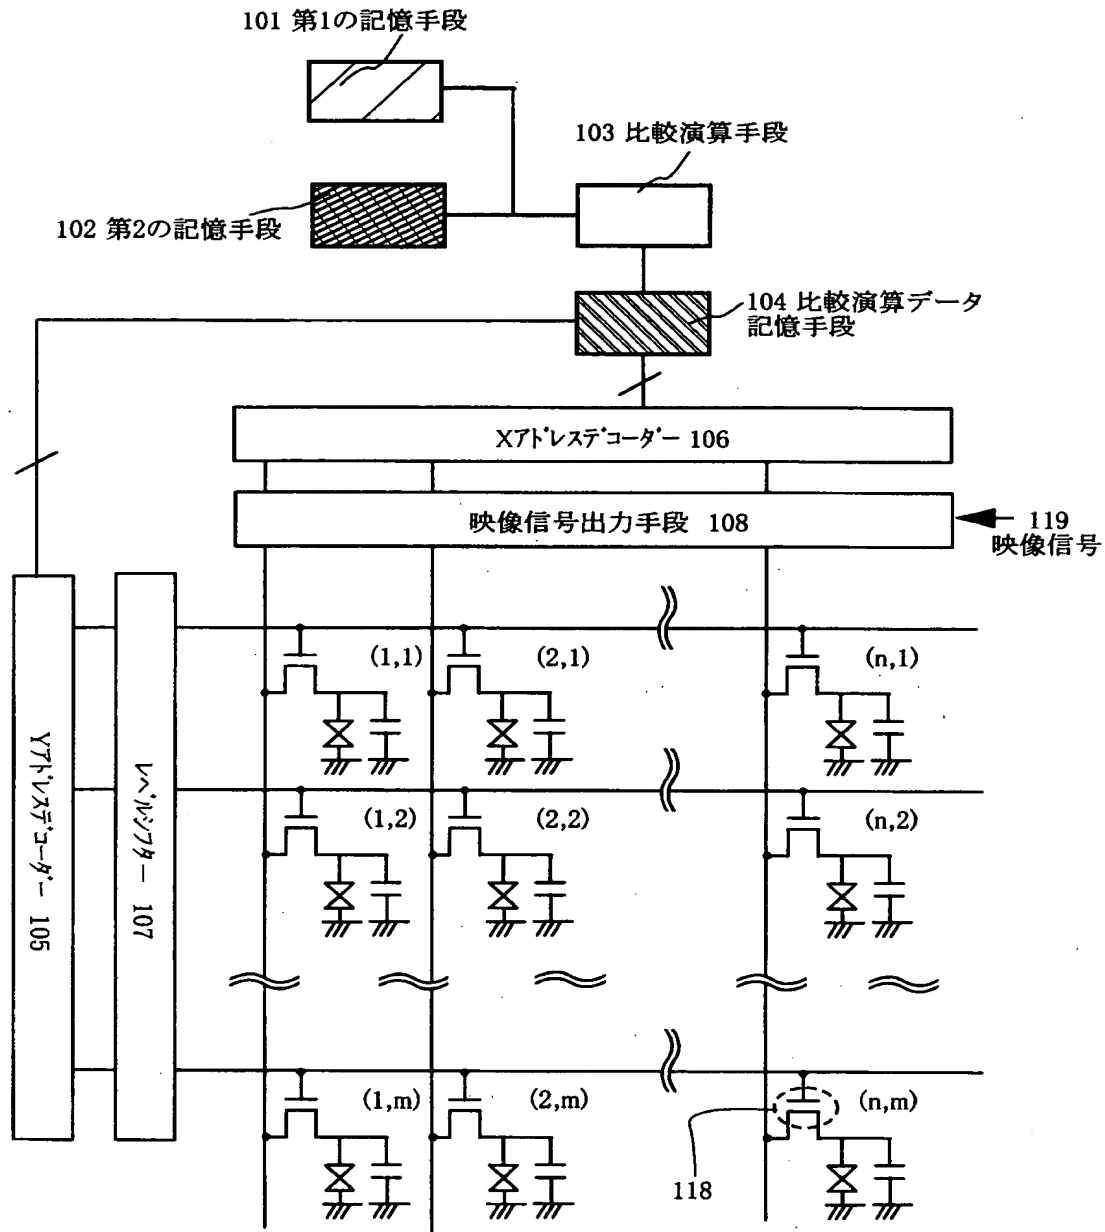 101 第1の記憶手段
103 比較演算手段
102 第2の記憶手段
104 比較演算データ
記憶手段
Xアドレスデコーダー 106
映像信号出力手段 108
119
映像信号
Yアドレスデコーダー 105
レベルシフター 107
(1,1)
(2,1)
(n,1)
(1,2)
(2,2)
(n,2)
(1,m)
(2,m)
(n,m)
118